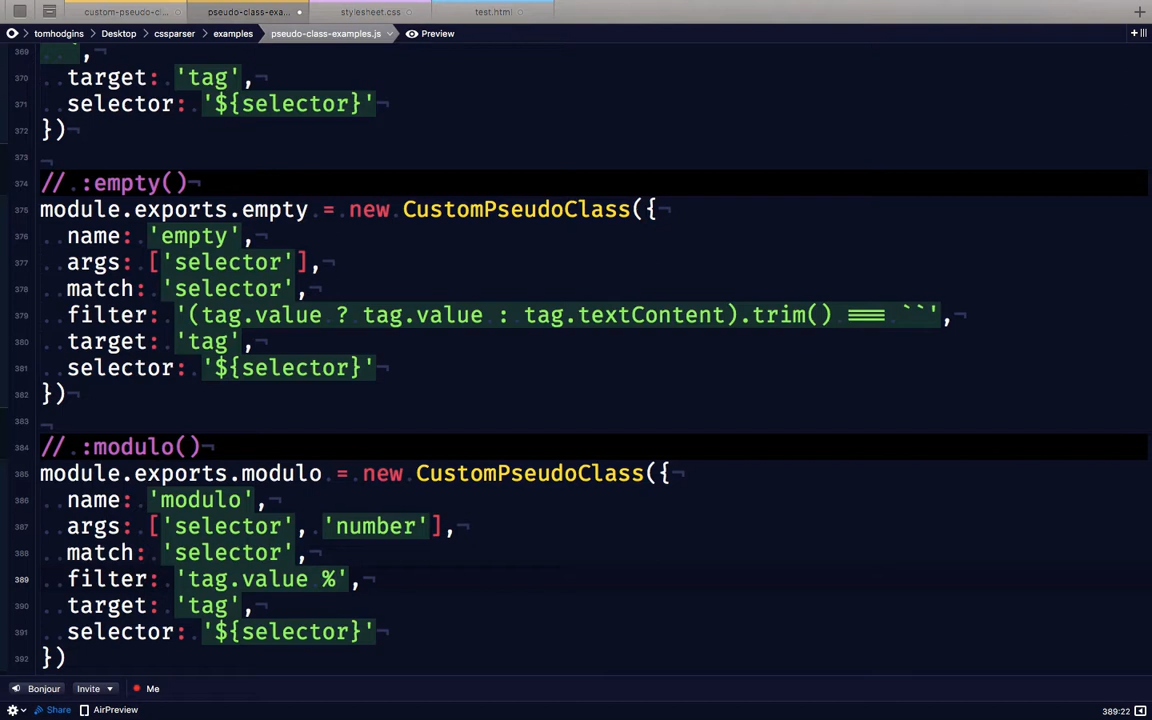 custom-pseudo-cl...
pseudo-class-exa...
stylesheet.css
test.html
tomhodgins
Desktop
cssparser
examples
pseudo-class-examples.js
Preview
369 `,
370 target: 'tag',
371 selector: '${selector}'
372 })
373
374 // :empty()
375 module.exports.empty = new CustomPseudoClass({
376 name: 'empty',
377 args: ['selector'],
378 match: 'selector',
379 filter: '(tag.value ? tag.value : tag.textContent).trim() === ``',
380 target: 'tag',
381 selector: '${selector}'
382 })
383
384 // :modulo()
385 module.exports.modulo = new CustomPseudoClass({
386 name: 'modulo',
387 args: ['selector', 'number'],
388 match: 'selector',
389 filter: 'tag.value %',
390 target: 'tag',
391 selector: '${selector}'
392 })
Bonjour
Invite
Me
Share
AirPreview
389:22